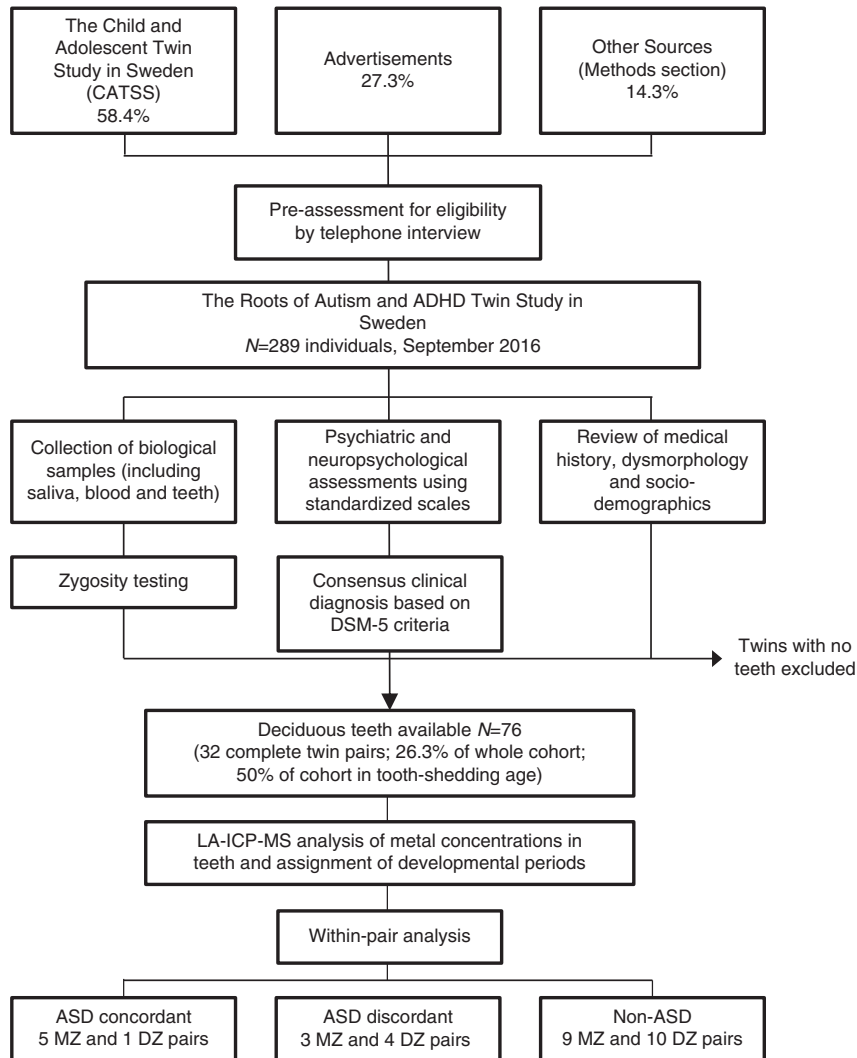 The Child and
Adolescent Twin
Study in Sweden
(CATSS)
58.4%
Advertisements
27.3%
Other Sources
(Methods section)
14.3%
Pre-assessment for eligibility
by telephone interview
The Roots of Autism and ADHD Twin Study in
Sweden
N=289 individuals, September 2016
Collection of biological
samples (including
saliva, blood and teeth)
Psychiatric and
neuropsychological
assessments using
standardized scales
Review of medical
history, dysmorphology
and socio-
demographics
Zygosity testing
Consensus clinical
diagnosis based on
DSM-5 criteria
Twins with no
teeth excluded
Deciduous teeth available N=76
(32 complete twin pairs; 26.3% of whole cohort;
50% of cohort in tooth-shedding age)
LA-ICP-MS analysis of metal concentrations in
teeth and assignment of developmental periods
Within-pair analysis
ASD concordant
5 MZ and 1 DZ pairs
ASD discordant
3 MZ and 4 DZ pairs
Non-ASD
9 MZ and 10 DZ pairs